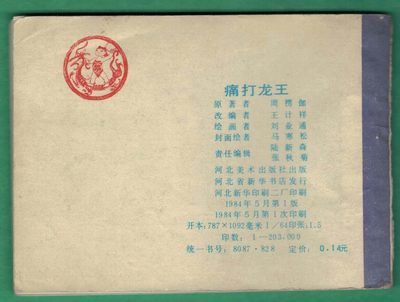 痛打龙王
原著者 周楞伽
改编者 王计祥
绘画者 刘业通
封面绘者 马寒松
责任编辑 陆新森
张秋菊
河北美术出版社出版
河北省新华书店发行
河北新华印刷二厂印刷
1984年5月第1版
1984年5月第1次印刷
开本:787×1092毫米 1/64 印张:1.5
印数:1—203,000
统一书号:8087·828 定价:0.14元